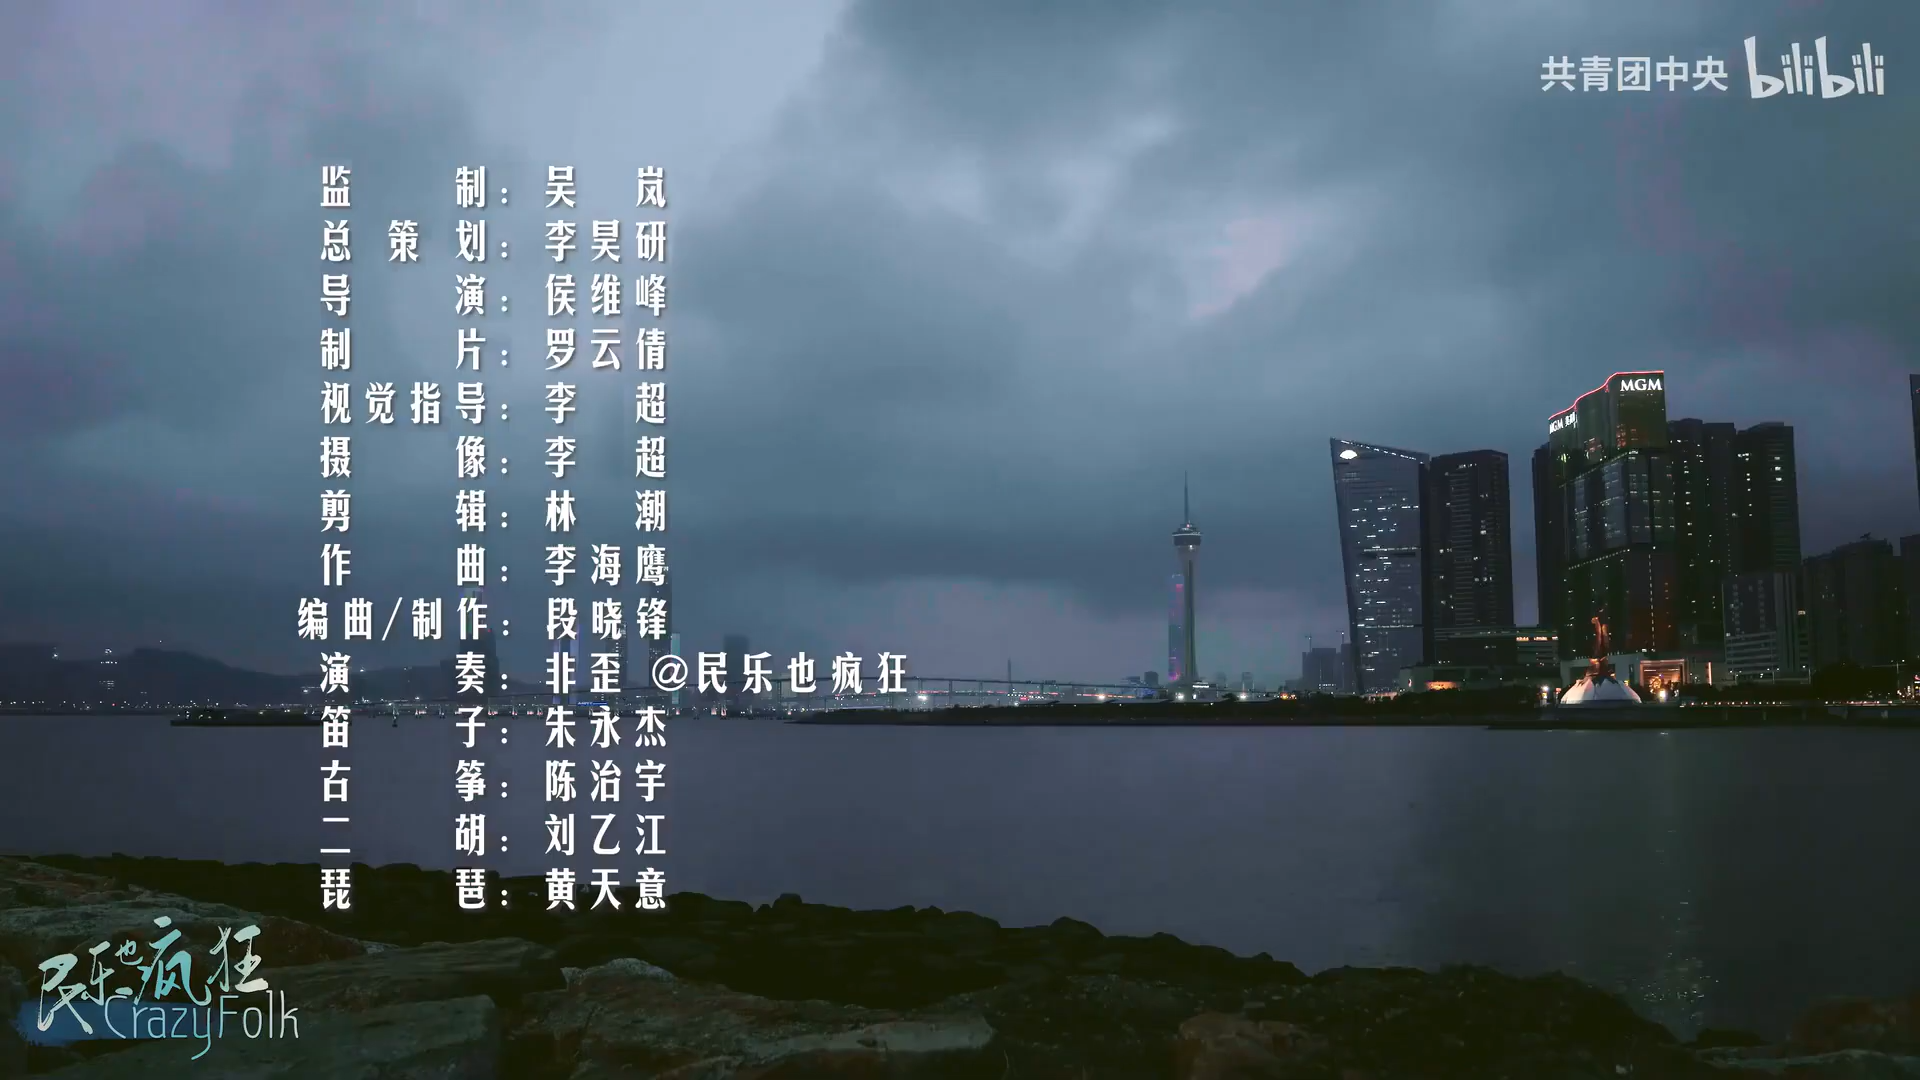 共青团中央 bilibili
监制：吴岚
总策划：李昊研
导演：侯维峰
制片：罗云倩
视觉指导：李超
摄像：李超
剪辑：林潮
作曲：李海鹰
编曲/制作：段晓锋
演奏：非歪 @民乐也疯狂
笛子：朱永杰
古筝：陈治宇
二胡：刘乙江
琵琶：黄天意
MGM
MGM 美高梅
民乐也疯狂
CrazyFolk